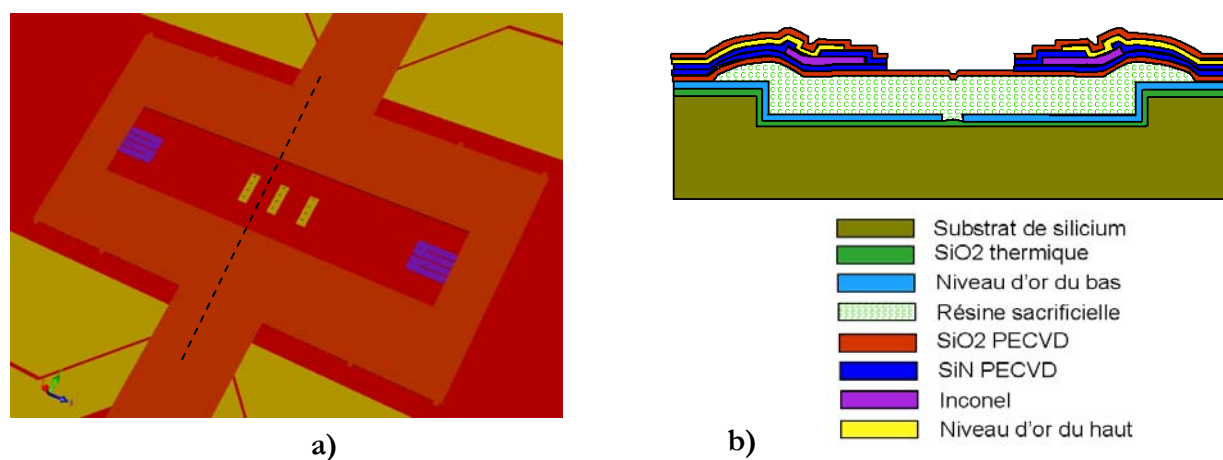 Substrat de silicium
SiO2 thermique
Niveau d'or du bas
Résine sacrificielle
SiO2 PECVD
SiN PECVD
Inconel
Niveau d'or du haut
a)
b)